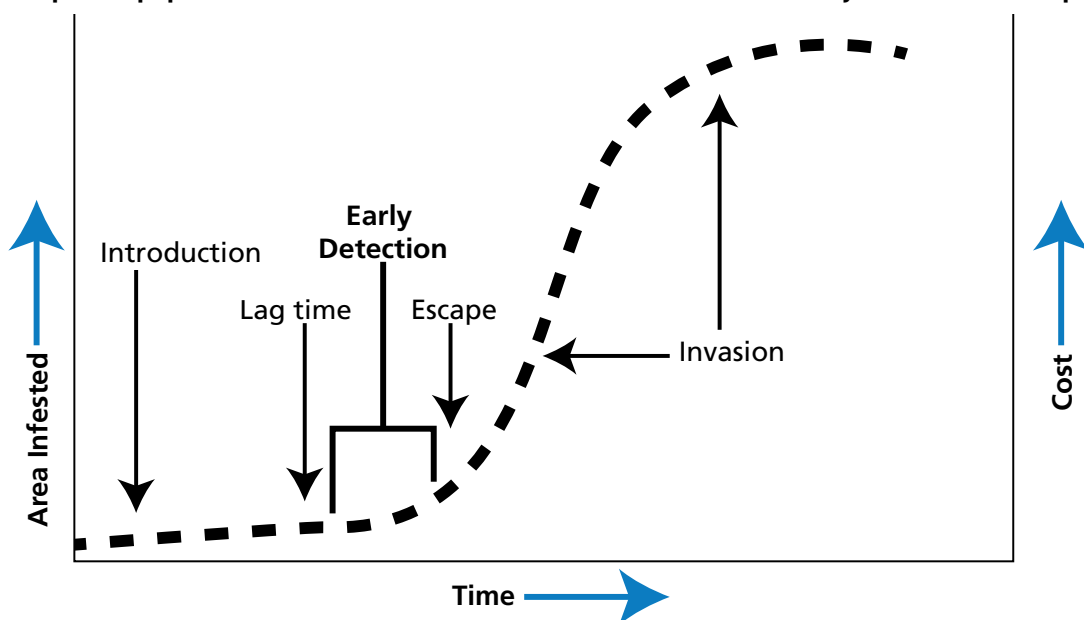 Introduction
Early
Detection
Lag time
Escape
Invasion
Area Infested
Cost
Time